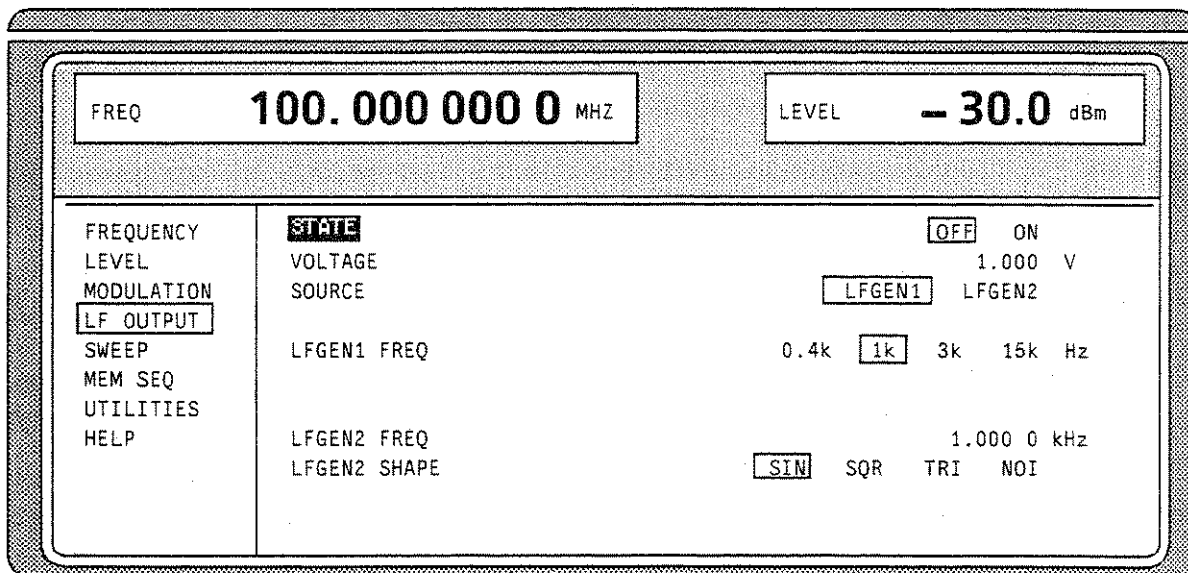 FREQ 100. 000 000 0 MHZ
LEVEL – 30.0 dBm
FREQUENCY
LEVEL
MODULATION
LF OUTPUT
SWEEP
MEM SEQ
UTILITIES
HELP
STATE OFF ON
VOLTAGE 1.000 V
SOURCE LFGEN1 LFGEN2
LFGEN1 FREQ 0.4k 1k 3k 15k Hz
LFGEN2 FREQ 1.000 0 kHz
LFGEN2 SHAPE SIN SQR TRI NOI